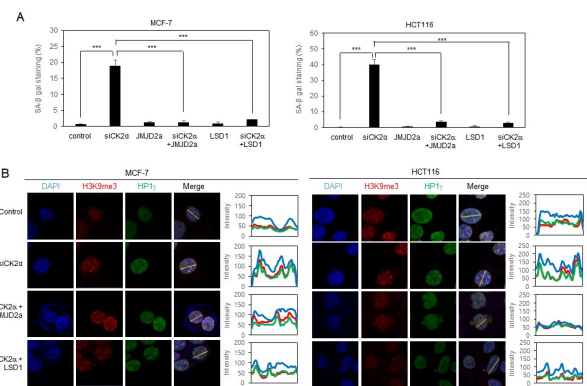 A
MCF-7
HCT116
SA-β gal staining (%)
30
25
20
15
10
5
0
***
***
***
control
siCK2α
JMJD2a
siCK2α
+JMJD2a
LSD1
siCK2α
+LSD1
SA-β gal staining (%)
60
50
40
30
20
10
0
***
***
***
control
siCK2α
JMJD2a
siCK2α
+JMJD2a
LSD1
siCK2α
+LSD1
B
MCF-7
HCT116
DAPI
H3K9me3
HP1γ
Merge
DAPI
H3K9me3
HP1γ
Merge
Control
siCK2α
CK2α +
MJD2a
CK2α +
LSD1
Intensity
200
150
100
50
0
Intensity
200
150
100
50
0
Intensity
200
150
100
50
0
Intensity
200
150
100
50
0
Intensity
250
200
150
100
50
0
Intensity
200
150
100
50
0
Intensity
200
150
100
50
0
Intensity
200
150
100
50
0